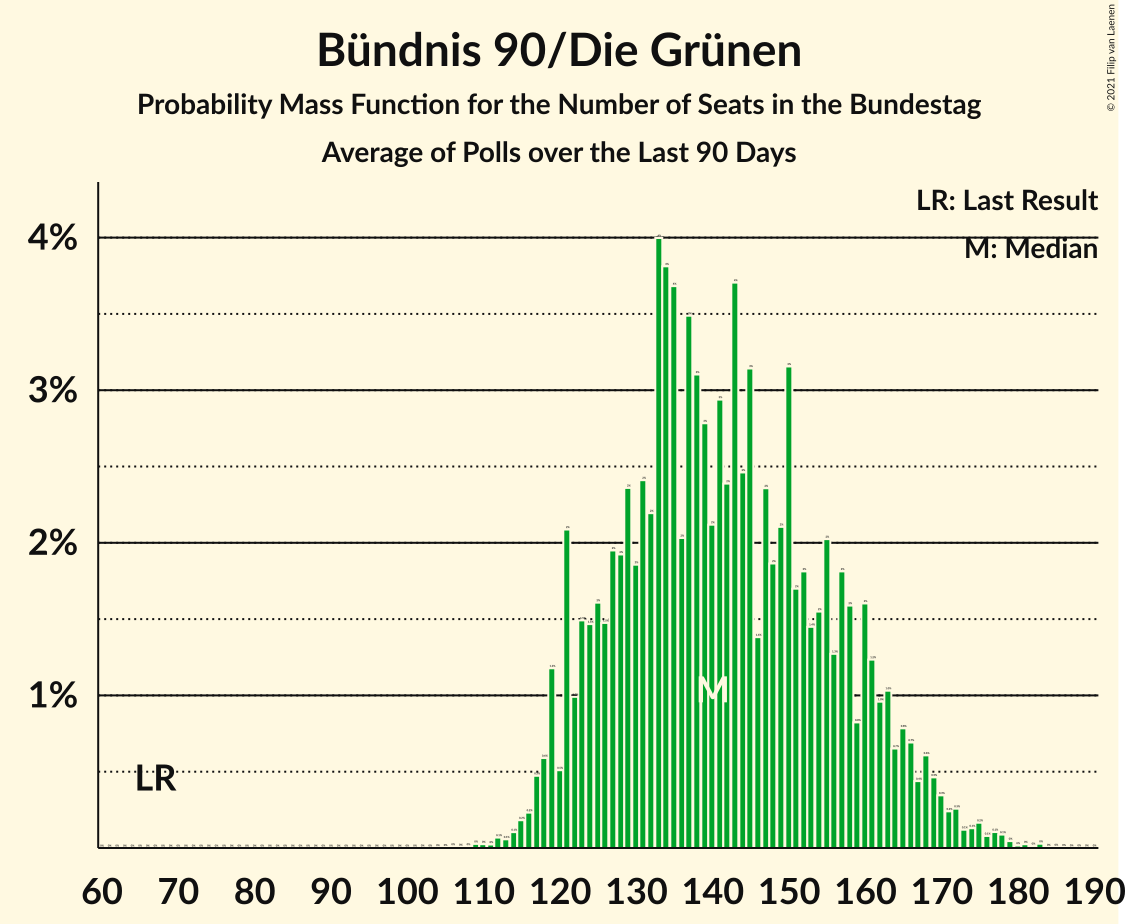 Bündnis 90/Die Grünen
Probability Mass Function for the Number of Seats in the Bundestag
Average of Polls over the Last 90 Days
© 2021 Filip van Laenen
LR: Last Result
M: Median
4%
3%
2%
1%
LR
M
60 70 80 90 100 110 120 130 140 150 160 170 180 190